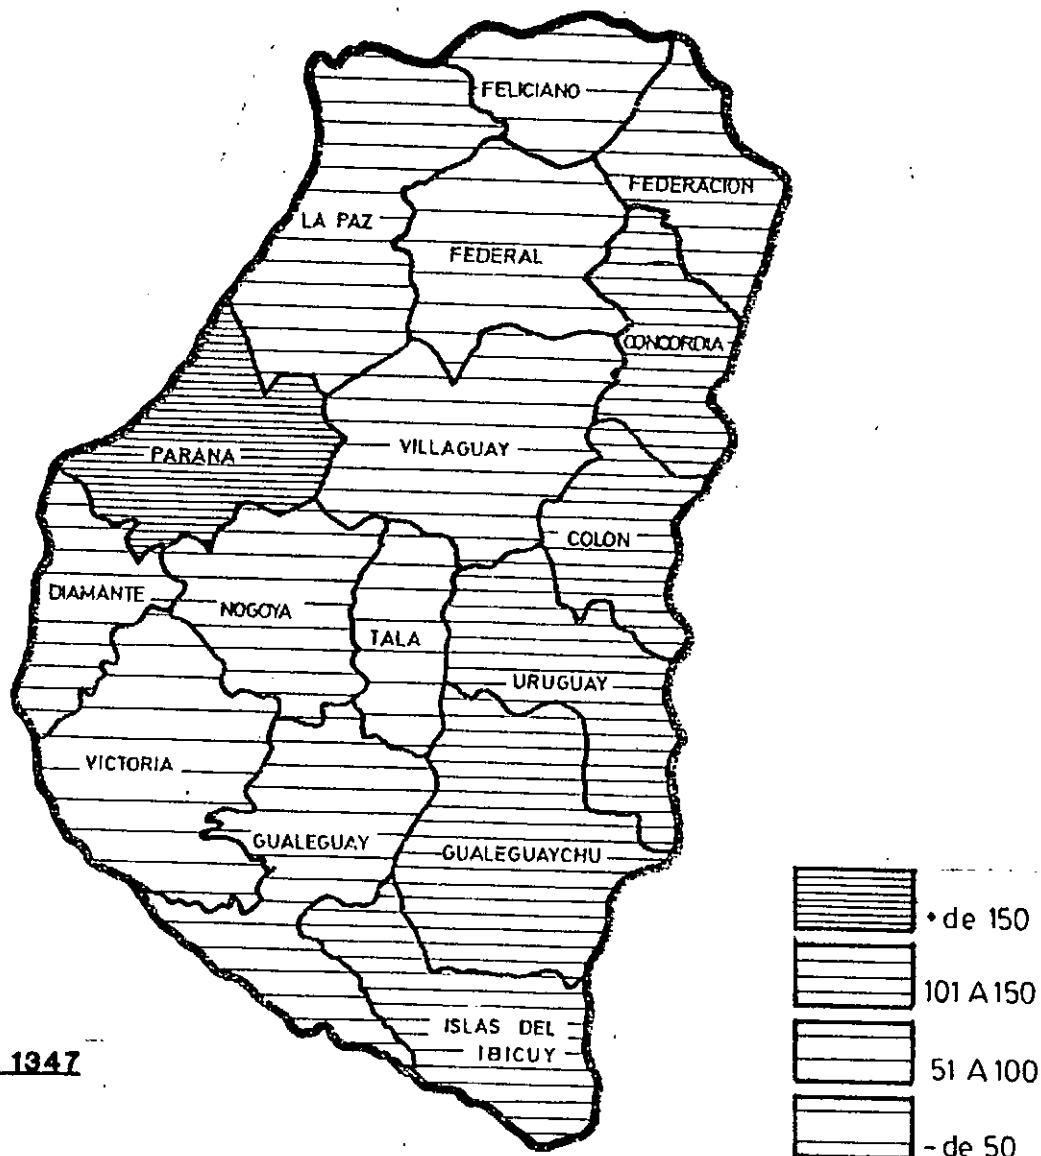 FELICIANO
FEDERACION
LA PAZ
FEDERAL
CONCORDIA
PARANA
VILLAGUAY
COLON
DIAMANTE
NOGOYA
TALA
URUGUAY
VICTORIA
GUALEGUAY
GUALEGUAYCHU
ISLAS DEL
IBICUY
1347
+ de 150
101 A 150
51 A 100
- de 50